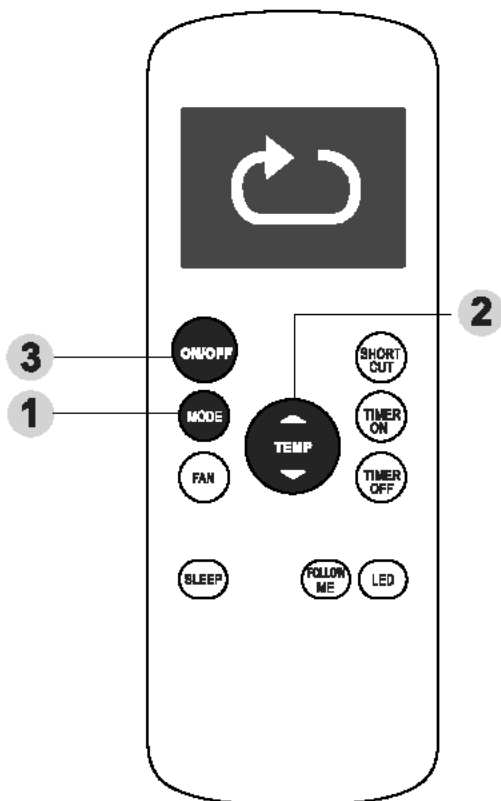 2
3
ON/OFF
SHORT
CUT
1
MODE
TEMP
TIMER
ON
FAN
TIMER
OFF
SLEEP
FOLLOW
ME
LED